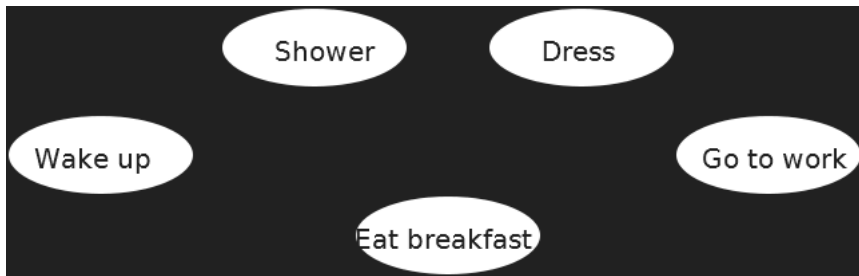 Shower
Dress
Wake up
Go to work
Eat breakfast